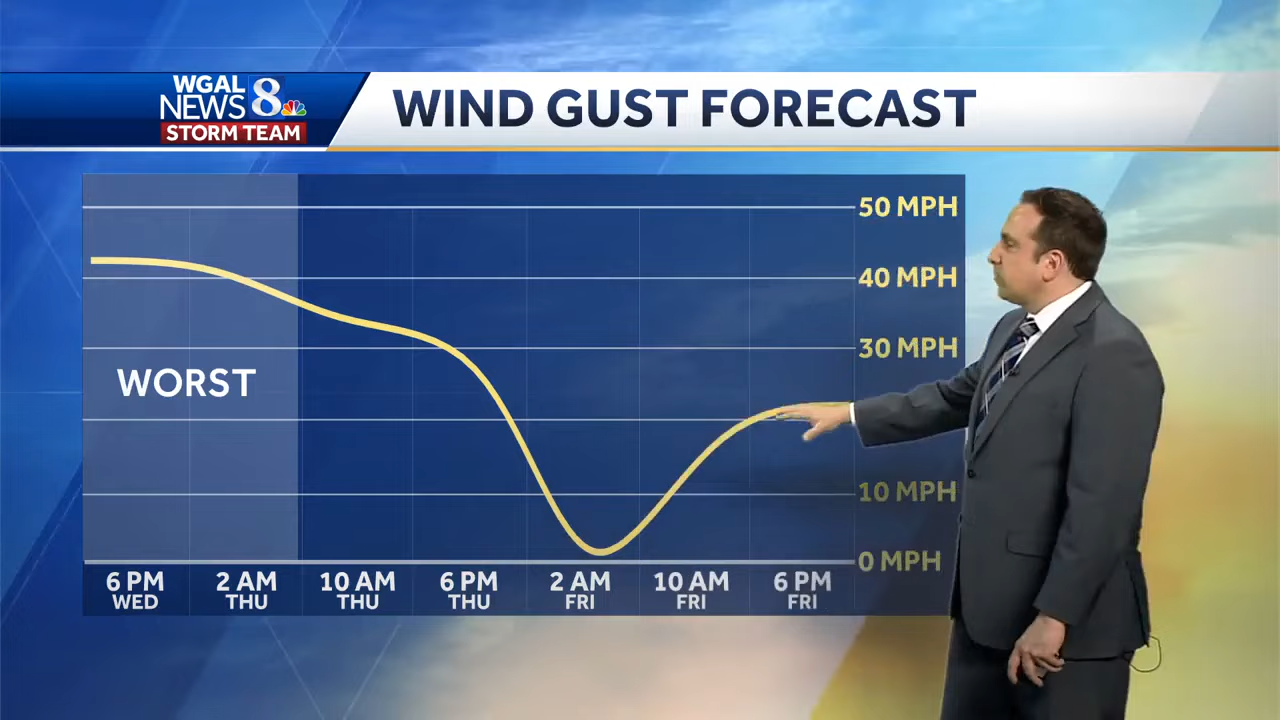 WGAL
NEWS 8
STORM TEAM
WIND GUST FORECAST
50 MPH
40 MPH
30 MPH
10 MPH
0 MPH
WORST
6 PM 2 AM 10 AM 6 PM 2 AM 10 AM 6 PM
WED THU THU THU FRI FRI FRI